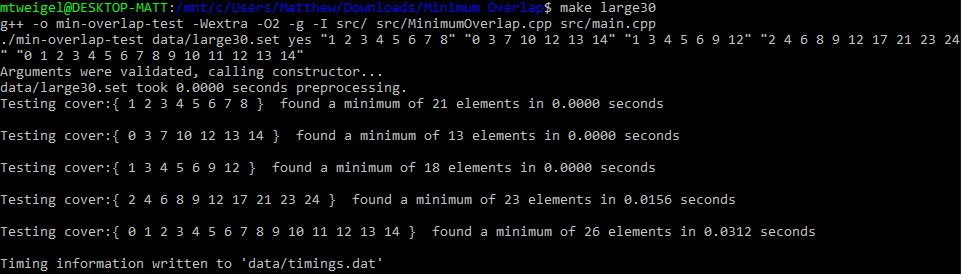 mtweigel@DESKTOP-MATT:/mnt/c/Users/Matthew/Downloads/Minimum Overlap$ make large30
g++ -o min-overlap-test -Wextra -O2 -g -I src/ src/MinimumOverlap.cpp src/main.cpp
./min-overlap-test data/large30.set yes "1 2 3 4 5 6 7 8" "0 3 7 10 12 13 14" "1 3 4 5 6 9 12" "2 4 6 8 9 12 17 21 23 24
" "0 1 2 3 4 5 6 7 8 9 10 11 12 13 14"
Arguments were validated, calling constructor...
data/large30.set took 0.0000 seconds preprocessing.
Testing cover:{ 1 2 3 4 5 6 7 8 }  found a minimum of 21 elements in 0.0000 seconds
Testing cover:{ 0 3 7 10 12 13 14 }  found a minimum of 13 elements in 0.0000 seconds
Testing cover:{ 1 3 4 5 6 9 12 }  found a minimum of 18 elements in 0.0000 seconds
Testing cover:{ 2 4 6 8 9 12 17 21 23 24 }  found a minimum of 23 elements in 0.0156 seconds
Testing cover:{ 0 1 2 3 4 5 6 7 8 9 10 11 12 13 14 }  found a minimum of 26 elements in 0.0312 seconds
Timing information written to 'data/timings.dat'